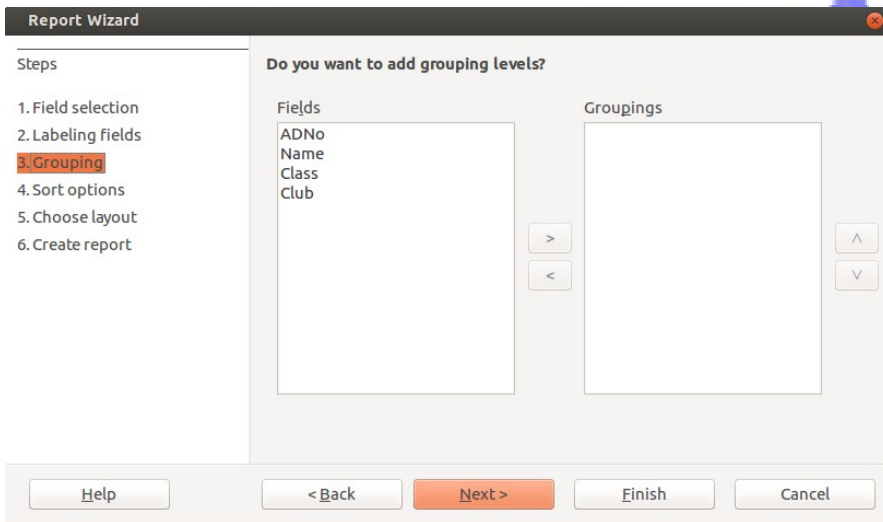 Report Wizard
Steps
1. Field selection
2. Labeling fields
3. Grouping
4. Sort options
5. Choose layout
6. Create report
Do you want to add grouping levels?
Fields
ADNo
Name
Class
Club
>
<
Groupings
^
v
Help
< Back
Next >
Finish
Cancel